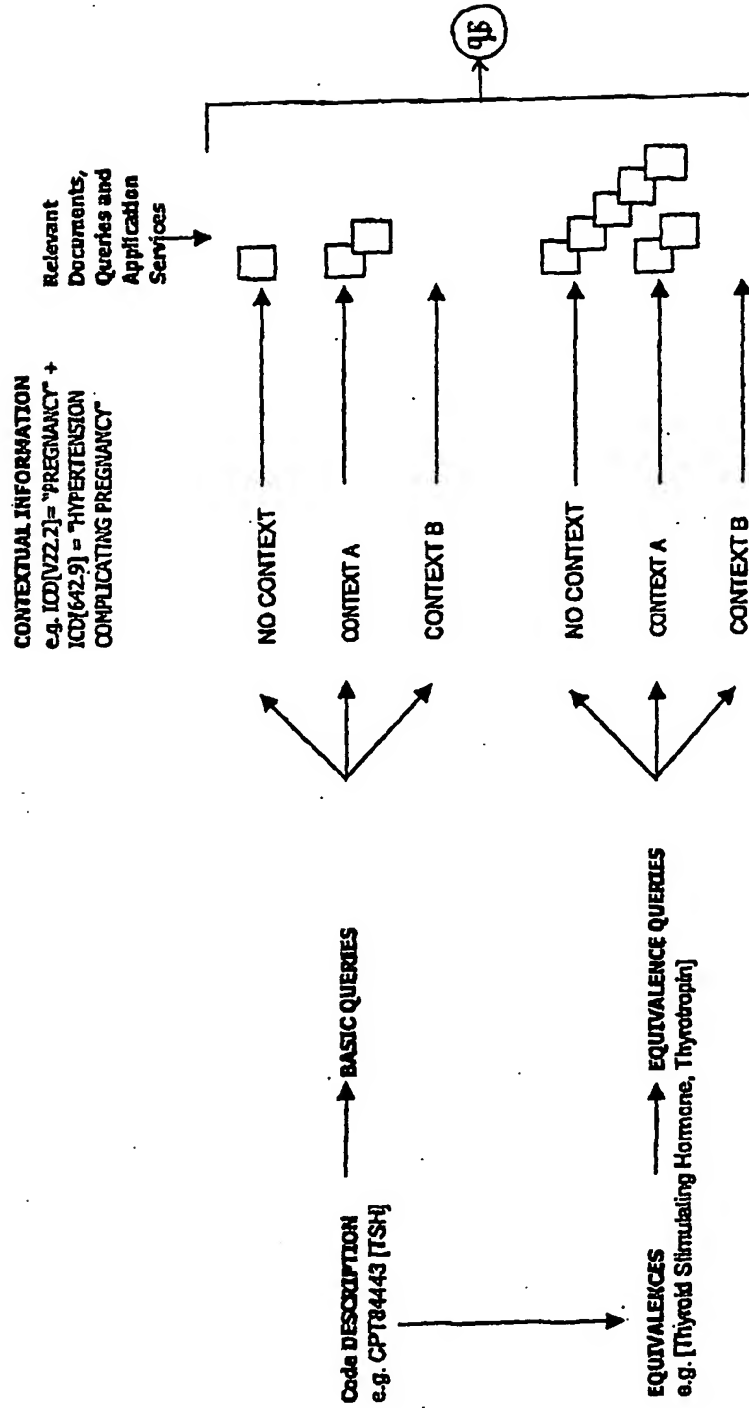 CONTEXTUAL INFORMATION
e.g. ICD[V22.2]= "PREGNANCY" +
ICD[642.9] = "HYPERTENSION
COMPLICATING PREGNANCY"
Relevant
Documents,
Queries and
Application
Services
Code DESCRIPTION
e.g. CPT84443 [TSH]
BASIC QUERIES
NO CONTEXT
CONTEXT A
CONTEXT B
EQUIVALENCES
e.g. [Thyroid Stimulating Hormone, Thyrotropin]
EQUIVALENCE QUERIES
NO CONTEXT
CONTEXT A
CONTEXT B